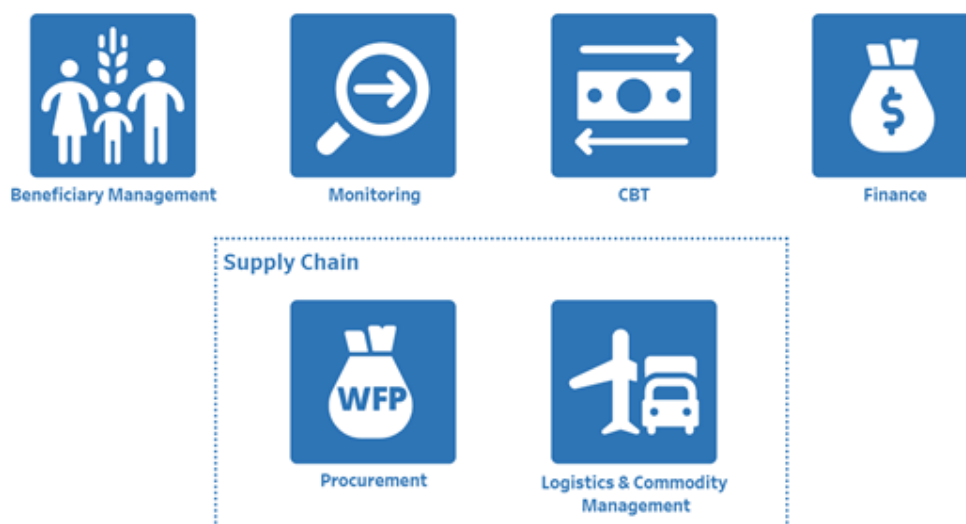 Beneficiary Management
Monitoring
CBT
$
Finance
Supply Chain
WFP
Procurement
Logistics & Commodity
Management